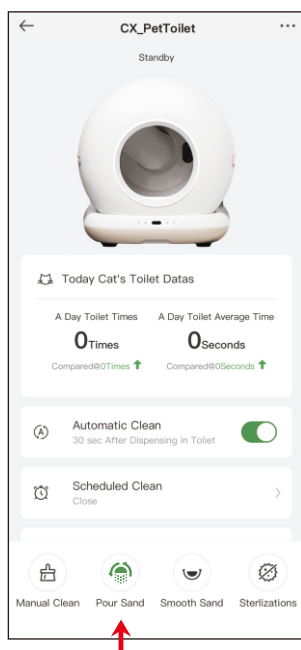 CX_PetToilet
Standby
Today Cat's Toilet Datas
A Day Toilet Times A Day Toilet Average Time
0Times 0Seconds
Compared@0Times Compared@0Seconds
Automatic Clean
30 sec After Dispensing in Toliet
Scheduled Clean
Close
Manual Clean Pour Sand Smooth Sand Sterlizations